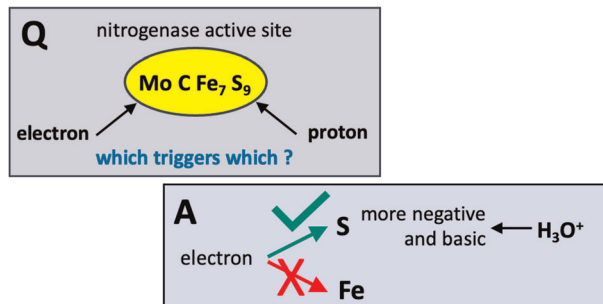 Q
nitrogenase active site
Mo C Fe₇ S₉
electron
proton
which triggers which ?
A
S
more negative
and basic
H₃O⁺
electron
Fe